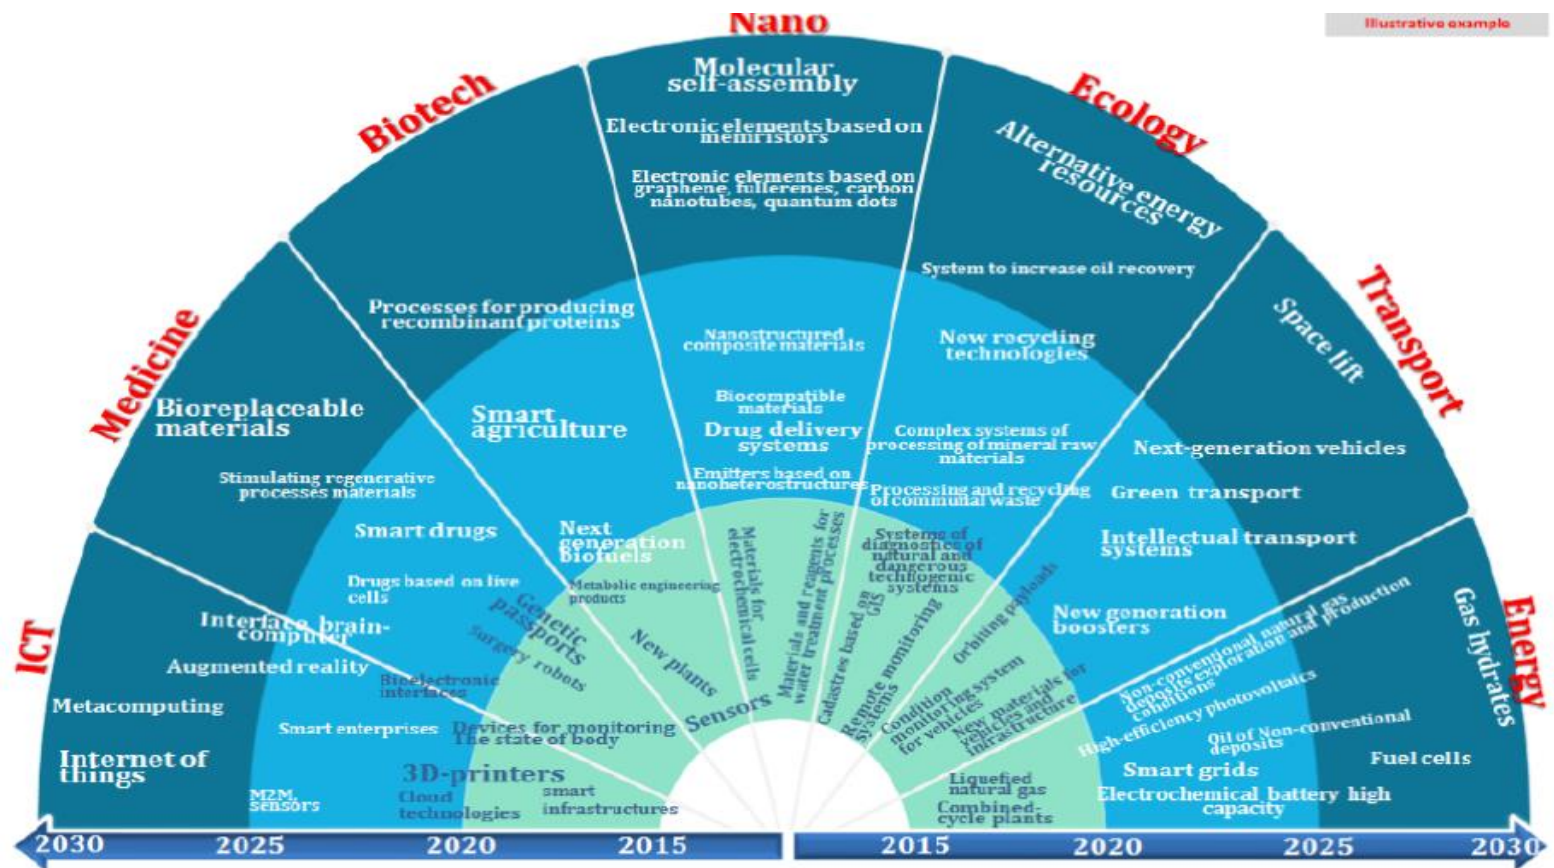 Nano
Illustrative example
Biotech
Ecology
Medicine
Transport
ICT
Energy
Molecular
self-assembly
Electronic elements based on
memristors
Electronic elements based on
graphene, fullerenes, carbon
nanotubes, quantum dots
Alternative energy
resources
System to increase oil recovery
Processes for producing
recombinant proteins
Nanostructured
composite materials
New recycling
technologies
Space lift
Bioreplaceable
materials
Smart
agriculture
Biocompatible
materials
Drug delivery
systems
Complex systems of
processing of mineral raw
materials
Next-generation vehicles
Stimulating regenerative
processes materials
Emitters based on
nanoheterostructures
Processing and recycling
of communal waste
Green transport
Smart drugs
Next
generation
biofuels
Materials for
electrochemical cells
Materials and reagents for
water treatment processes
Systems of
diagnostics of
natural and
dangerous
technogenic
systems
Intellectual transport
systems
Drugs based on live
cells
Metabolic engineering
products
Genetic
passports
Surgery robots
New plants
Sensors
Cadastres based on
GIS
Remote monitoring
systems
Orbiting payloads
New generation
boosters
Non-conventional natural gas
deposits exploration and production
conditions
Gas hydrates
Interface brain-
computer
Augmented reality
Bioelectronic
interfaces
Metacomputing
Smart enterprises
Devices for monitoring
The state of body
Condition
monitoring system
for vehicles
New materials for
vehicles and
infrastructure
High-efficiency photovoltaics
Oil of Non-conventional
deposits
Internet of
things
3D-printers
Smart grids
Fuel cells
M2M,
sensors
Cloud
technologies
smart
infrastructures
Liquefied
natural gas
Combined-
cycle plants
Electrochemical battery high
capacity
2030 2025 2020 2015 2015 2020 2025 2030